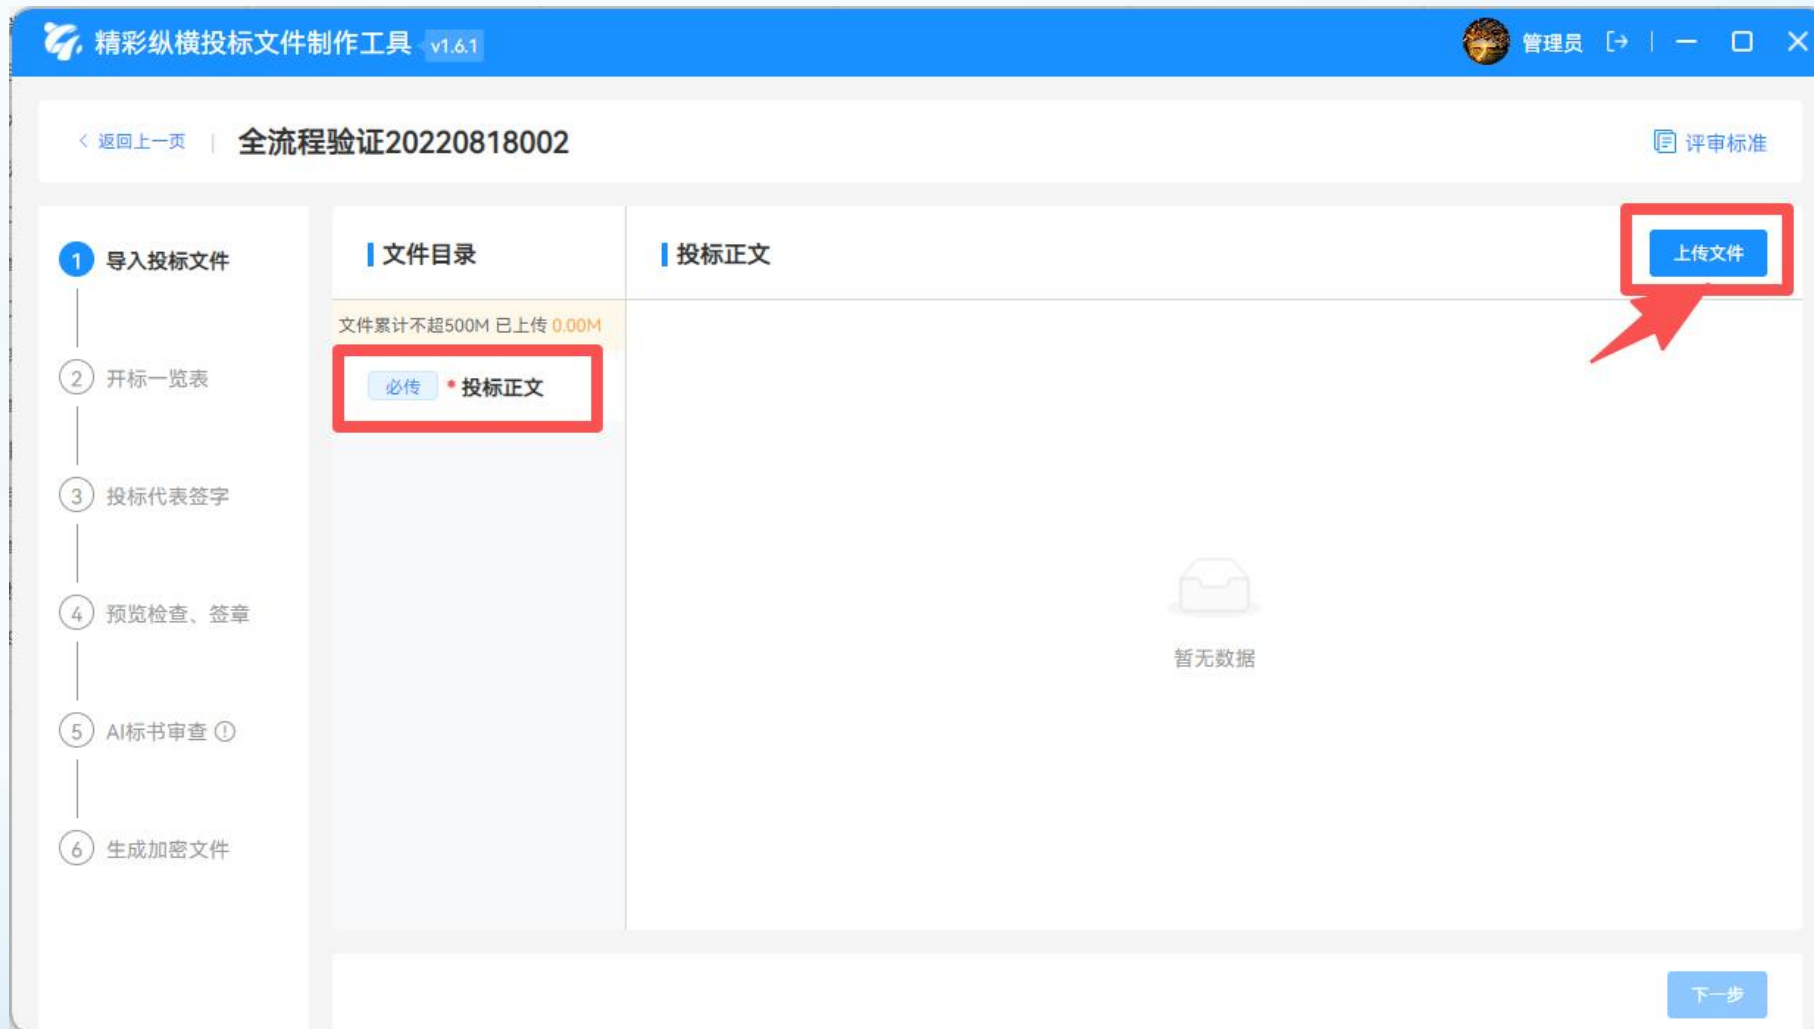 精彩纵横投标文件制作工具 v1.6.1 管理员
返回上一页 全流程验证20220818002 评审标准
1 导入投标文件
2 开标一览表
3 投标代表签字
4 预览检查、签章
5 AI标书审查
6 生成加密文件
文件目录
文件累计不超500M 已上传 0.00M
必传 * 投标正文
投标正文 上传文件
暂无数据
下一步